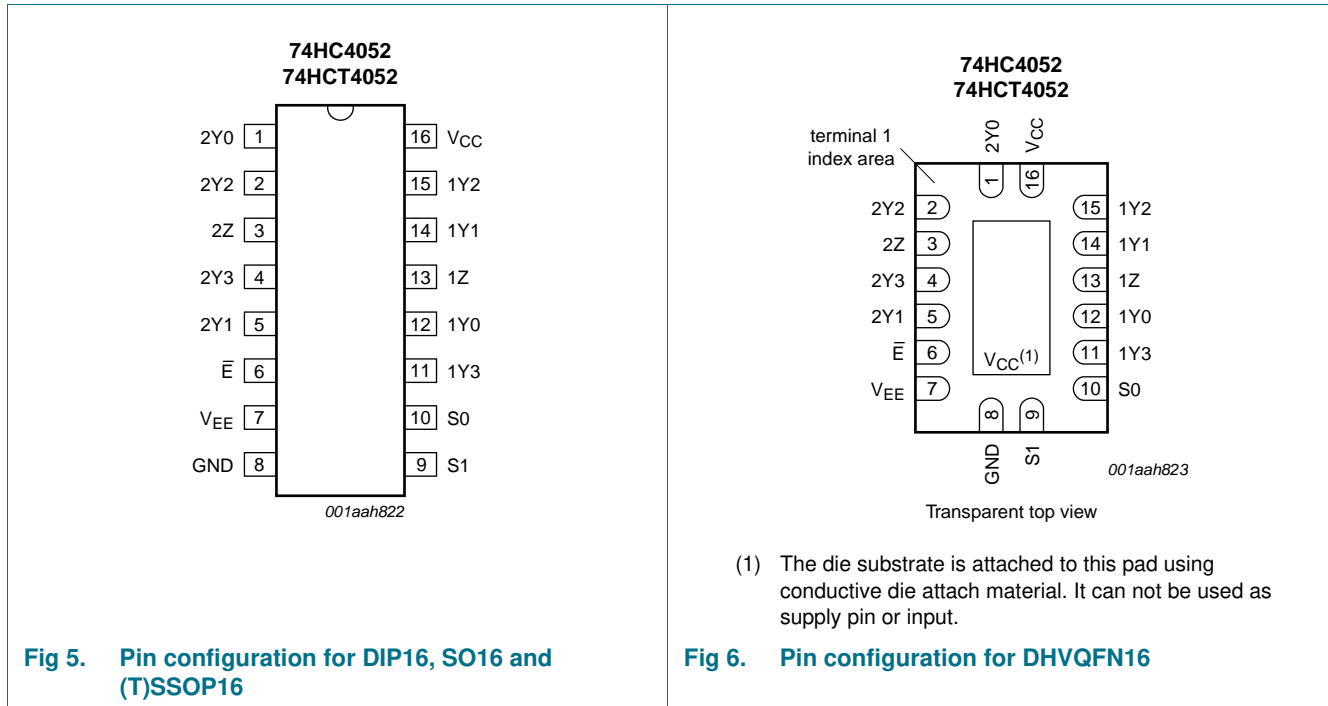 74HC4052
74HCT4052
2Y0 1 16 VCC
2Y2 2 15 1Y2
2Z 3 14 1Y1
2Y3 4 13 1Z
2Y1 5 12 1Y0
E̅ 6 11 1Y3
VEE 7 10 S0
GND 8 9 S1
001aah822
Fig 5. Pin configuration for DIP16, SO16 and
(T)SSOP16
74HC4052
74HCT4052
terminal 1
index area
2Y0 VCC
1 16
2Y2 2 15 1Y2
2Z 3 14 1Y1
2Y3 4 13 1Z
2Y1 5 12 1Y0
E̅ 6 11 1Y3
VCC(1)
VEE 7 10 S0
8 9
GND S1
001aah823
Transparent top view
(1) The die substrate is attached to this pad using
conductive die attach material. It can not be used as
supply pin or input.
Fig 6. Pin configuration for DHVQFN16